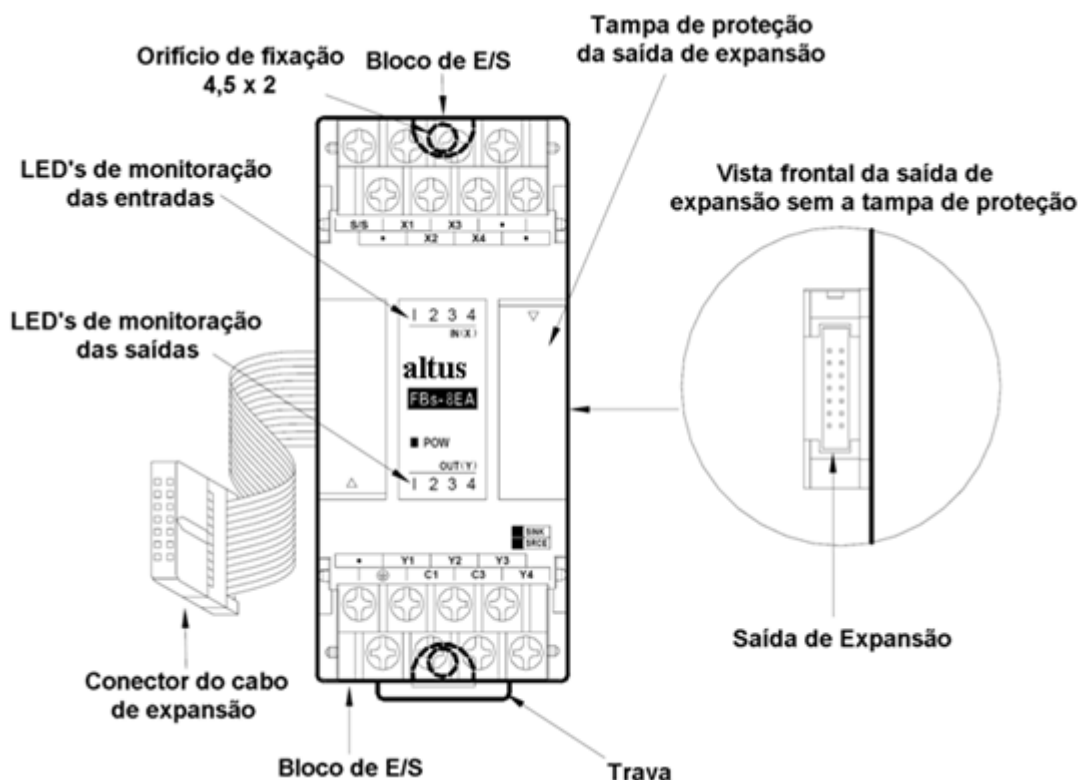 Tampa de proteção
da saída de expansão
Orifício de fixação
4,5 x 2
Bloco de E/S
LED's de monitoração
das entradas
Vista frontal da saída de
expansão sem a tampa de proteção
S/S X1 X3 •
• X2 X4 •
LED's de monitoração
das saídas
1 2 3 4
IN(X)
altus
FBs-8EA
POW
OUT(Y)
1 2 3 4
SINK
SRCE
• Y1 Y2 Y3
C1 C3 Y4
Saída de Expansão
Conector do cabo
de expansão
Bloco de E/S
Trava